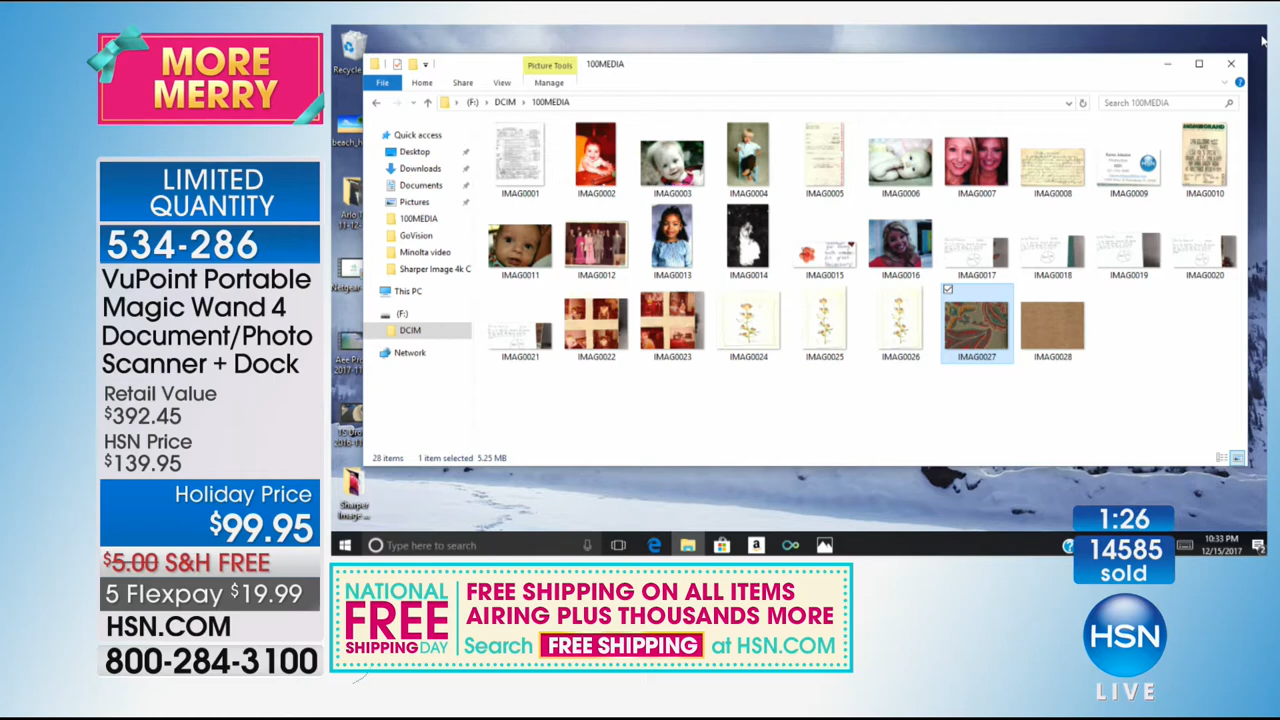 MORE
MERRY
LIMITED
QUANTITY
534-286
VuPoint Portable
Magic Wand 4
Document/Photo
Scanner + Dock
Retail Value
$392.45
HSN Price
$139.95
Holiday Price
$99.95
$5.00 S&H FREE
5 Flexpay $19.99
HSN.COM
800-284-3100
Recycle
Picture Tools
100MEDIA
File
Home
Share
View
Manage
(F:) > DCIM > 100MEDIA
Search 100MEDIA
Quick access
Desktop
Downloads
Documents
Pictures
100MEDIA
GoVision
Minolta video
Sharper Image 4k C
This PC
(F:)
DCIM
Network
IMAG0001
IMAG0002
IMAG0003
IMAG0004
IMAG0005
IMAG0006
IMAG0007
IMAG0008
IMAG0009
IMAG0010
IMAG0011
IMAG0012
IMAG0013
IMAG0014
IMAG0015
IMAG0016
IMAG0017
IMAG0018
IMAG0019
IMAG0020
IMAG0021
IMAG0022
IMAG0023
IMAG0024
IMAG0025
IMAG0026
IMAG0027
IMAG0028
28 items 1 item selected 5.25 MB
Sharper
Image ...
Type here to search
10:33 PM
12/15/2017
1:26
14585
sold
NATIONAL
FREE
SHIPPING DAY
FREE SHIPPING ON ALL ITEMS
AIRING PLUS THOUSANDS MORE
Search FREE SHIPPING at HSN.COM
HSN
LIVE